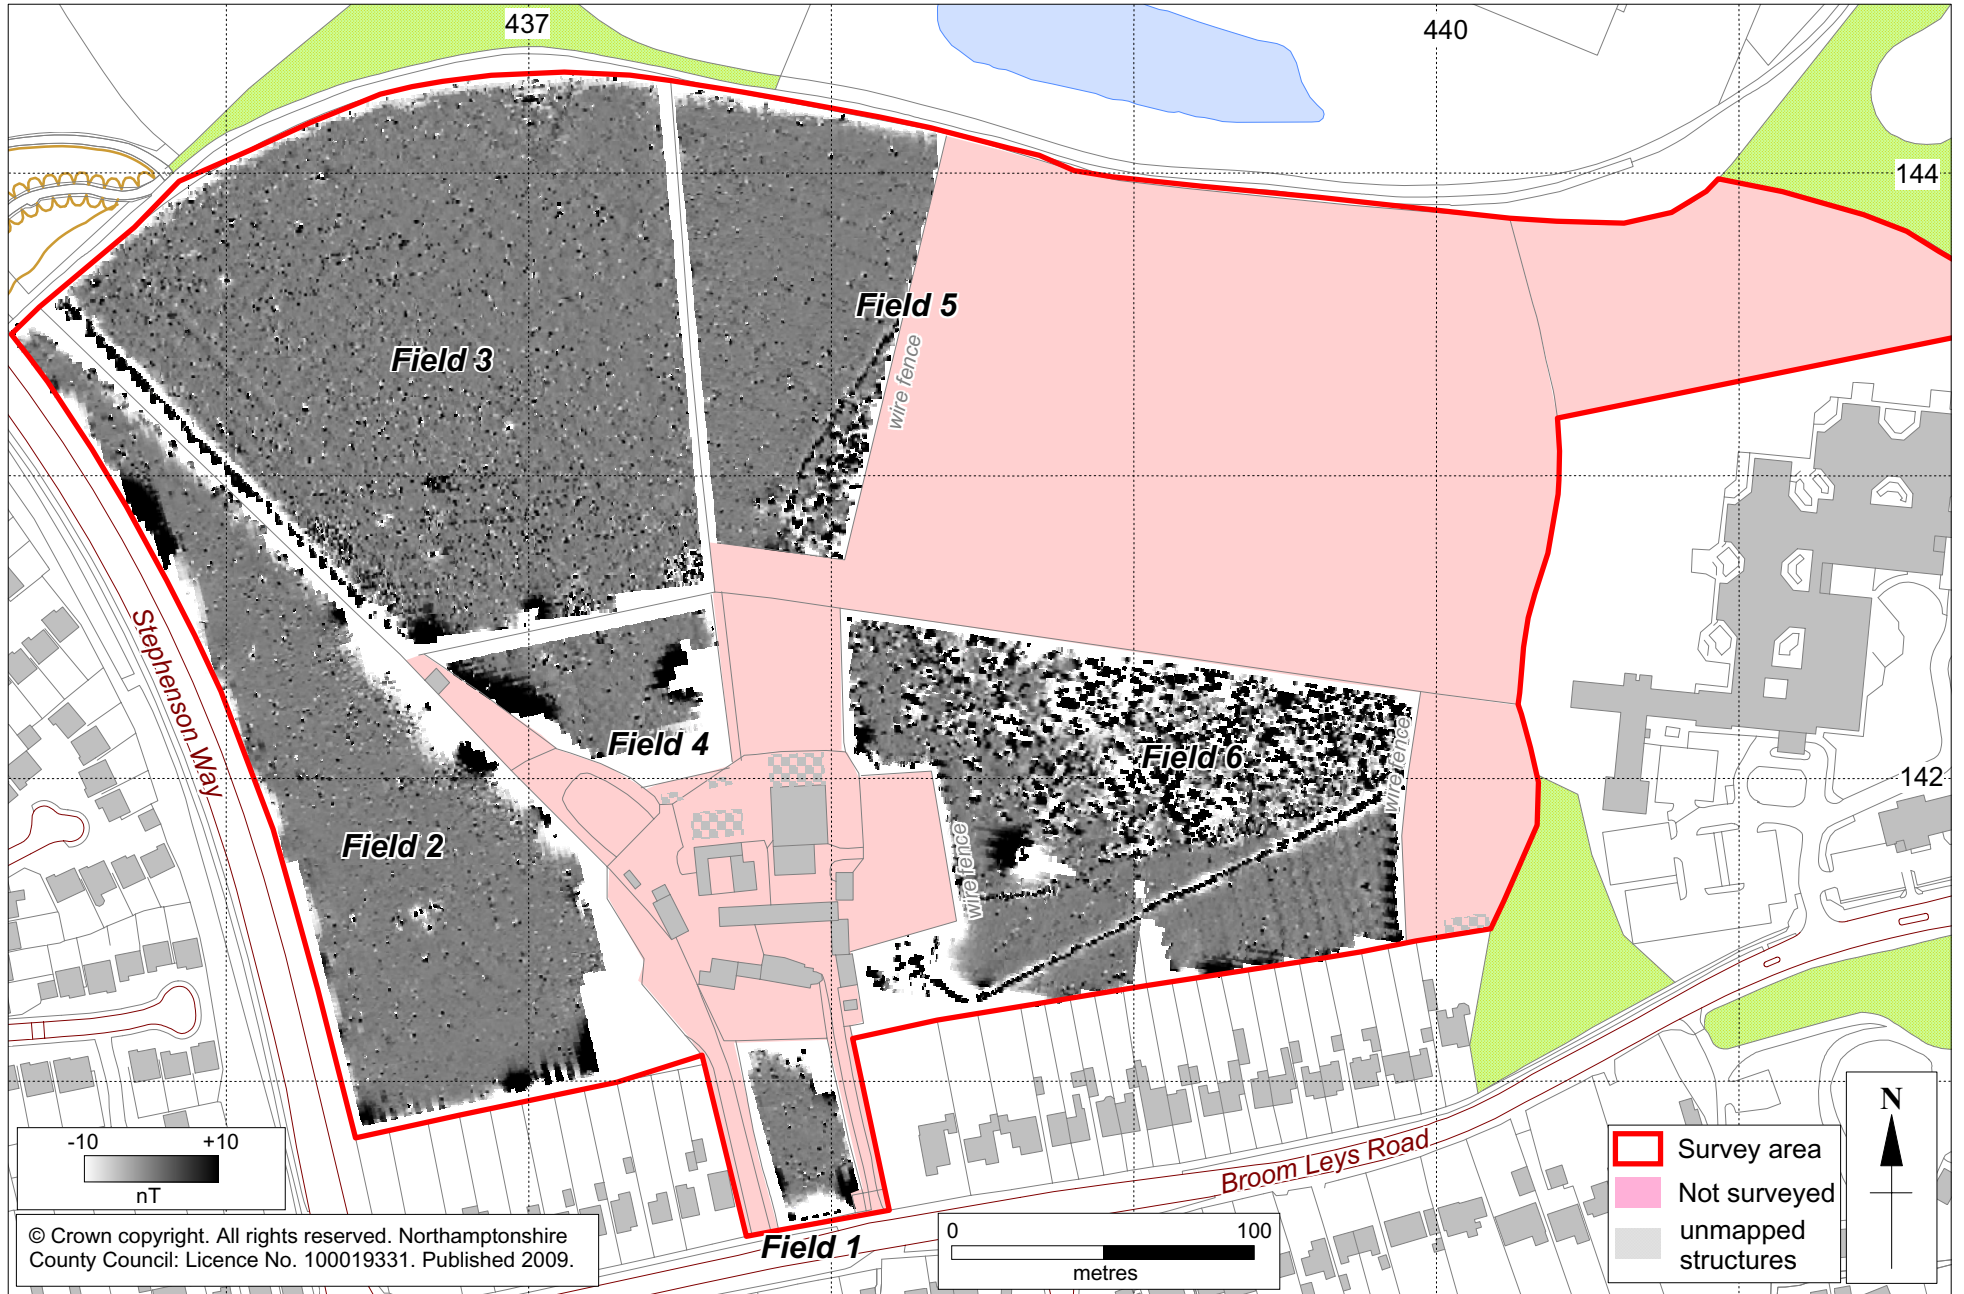 437
440
144
Field 3
Field 5
wire fence
Stephenson Way
Field 4
Field 6
wire fence
142
Field 2
wire fence
-10 +10
nT
Broom Leys Road
Field 1
© Crown copyright. All rights reserved. Northamptonshire
County Council: Licence No. 100019331. Published 2009.
0 100
metres
Survey area
Not surveyed
unmapped
structures
N